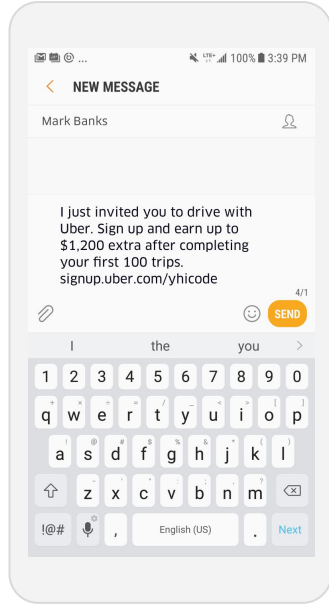 ... LTE+ 100% 3:39 PM
< NEW MESSAGE
Mark Banks
I just invited you to drive with
Uber. Sign up and earn up to
$1,200 extra after completing
your first 100 trips.
signup.uber.com/yhicode
4/1
SEND
I the you >
1 2 3 4 5 6 7 8 9 0
q w e r t y u i o p
a s d f g h j k l
z x c v b n m
!@# , English (US) . Next